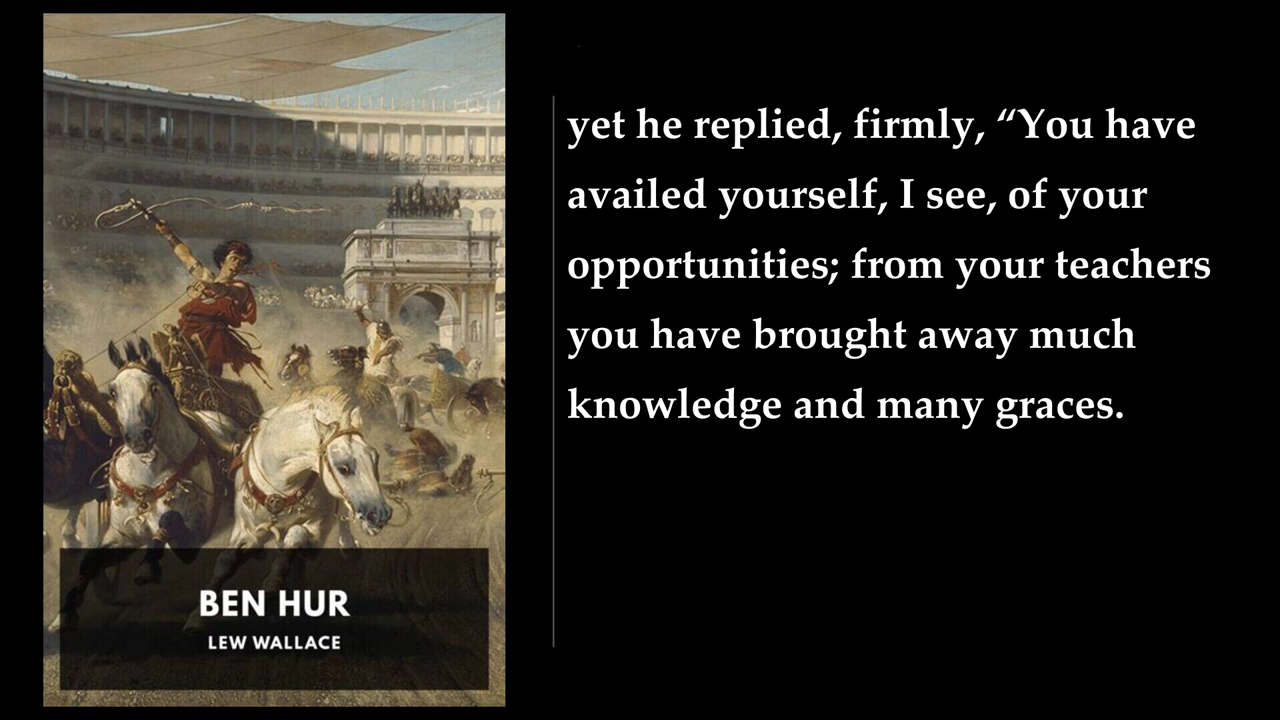 BEN HUR
LEW WALLACE
yet he replied, firmly, “You have
availed yourself, I see, of your
opportunities; from your teachers
you have brought away much
knowledge and many graces.